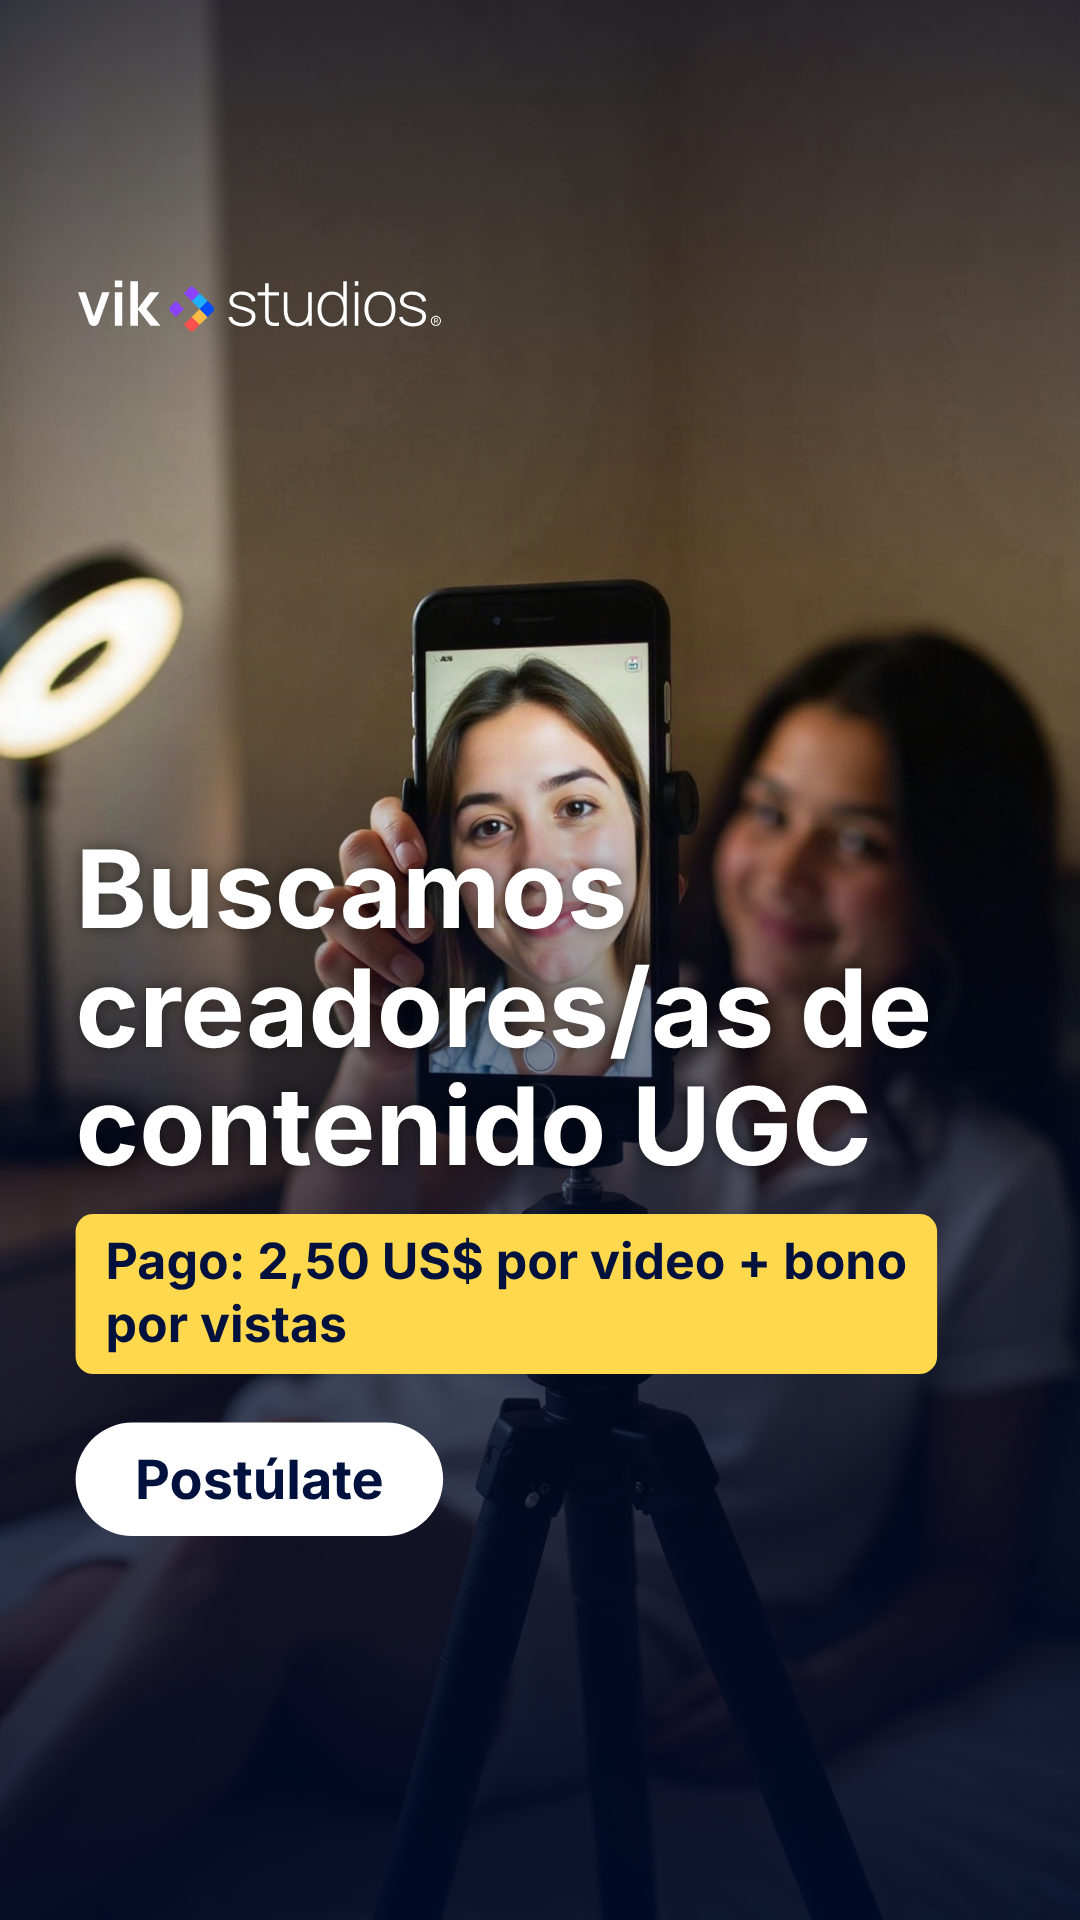 vik studios®
Buscamos
creadores/as de
contenido UGC
Pago: 2,50 US$ por video + bono
por vistas
Postúlate